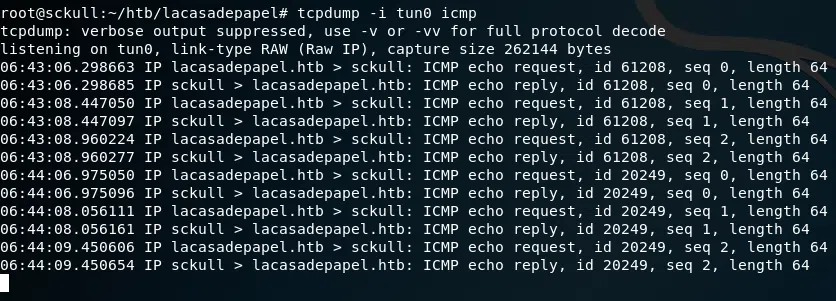 root@sckull:~/htb/lacasadepapel# tcpdump -i tun0 icmp
tcpdump: verbose output suppressed, use -v or -vv for full protocol decode
listening on tun0, link-type RAW (Raw IP), capture size 262144 bytes
06:43:06.298663 IP lacasadepapel.htb > sckull: ICMP echo request, id 61208, seq 0, length 64
06:43:06.298685 IP sckull > lacasadepapel.htb: ICMP echo reply, id 61208, seq 0, length 64
06:43:08.447050 IP lacasadepapel.htb > sckull: ICMP echo request, id 61208, seq 1, length 64
06:43:08.447097 IP sckull > lacasadepapel.htb: ICMP echo reply, id 61208, seq 1, length 64
06:43:08.960224 IP lacasadepapel.htb > sckull: ICMP echo request, id 61208, seq 2, length 64
06:43:08.960277 IP sckull > lacasadepapel.htb: ICMP echo reply, id 61208, seq 2, length 64
06:44:06.975050 IP lacasadepapel.htb > sckull: ICMP echo request, id 20249, seq 0, length 64
06:44:06.975096 IP sckull > lacasadepapel.htb: ICMP echo reply, id 20249, seq 0, length 64
06:44:08.056111 IP lacasadepapel.htb > sckull: ICMP echo request, id 20249, seq 1, length 64
06:44:08.056161 IP sckull > lacasadepapel.htb: ICMP echo reply, id 20249, seq 1, length 64
06:44:09.450606 IP lacasadepapel.htb > sckull: ICMP echo request, id 20249, seq 2, length 64
06:44:09.450654 IP sckull > lacasadepapel.htb: ICMP echo reply, id 20249, seq 2, length 64